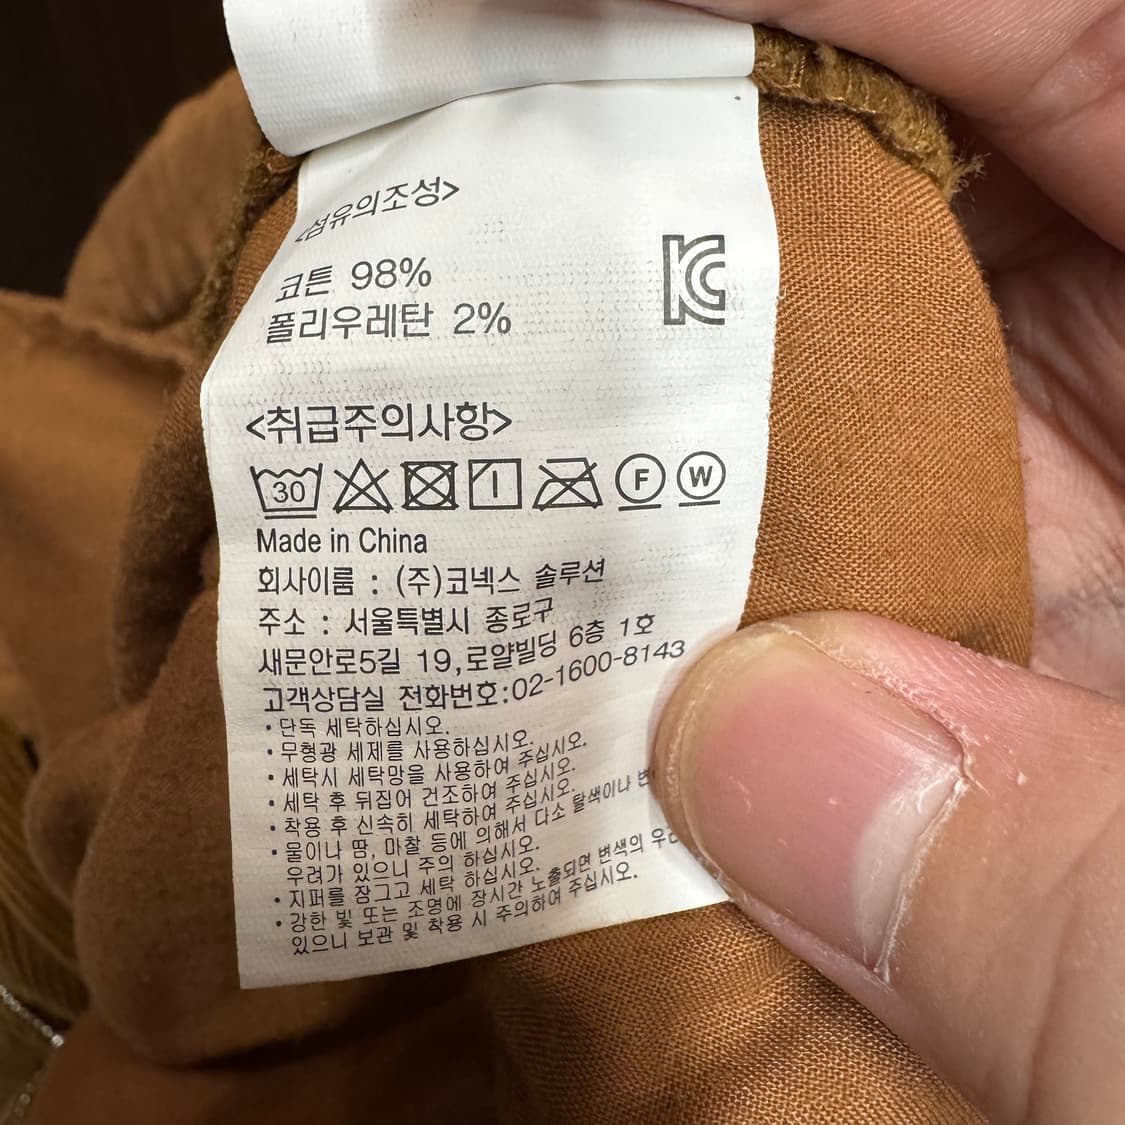 <섬유의조성>
코튼 98%
폴리우레탄 2%
KC
<취급주의사항>
30 F W
Made in China
회사이름 : (주)코넥스 솔루션
주소 : 서울특별시 종로구
새문안로5길 19,로얄빌딩 6층 1호
고객상담실 전화번호:02-1600-8143
·단독 세탁하십시오.
·무형광 세제를 사용하십시오.
·세탁시 세탁망을 사용하여 주십시오.
·세탁 후 뒤집어 건조하여 주십시오.
·착용 후 신속히 세탁하여 주십시오.
·물이나 땀, 마찰 등에 의해서 다소 탈색이나
우려가 있으니 주의 하십시오.
·지퍼를 잠그고 세탁 하십시오.
·강한 빛 또는 조명에 장시간 노출되면 변색의
있으니 보관 및 착용 시 주의하여 주십시오.